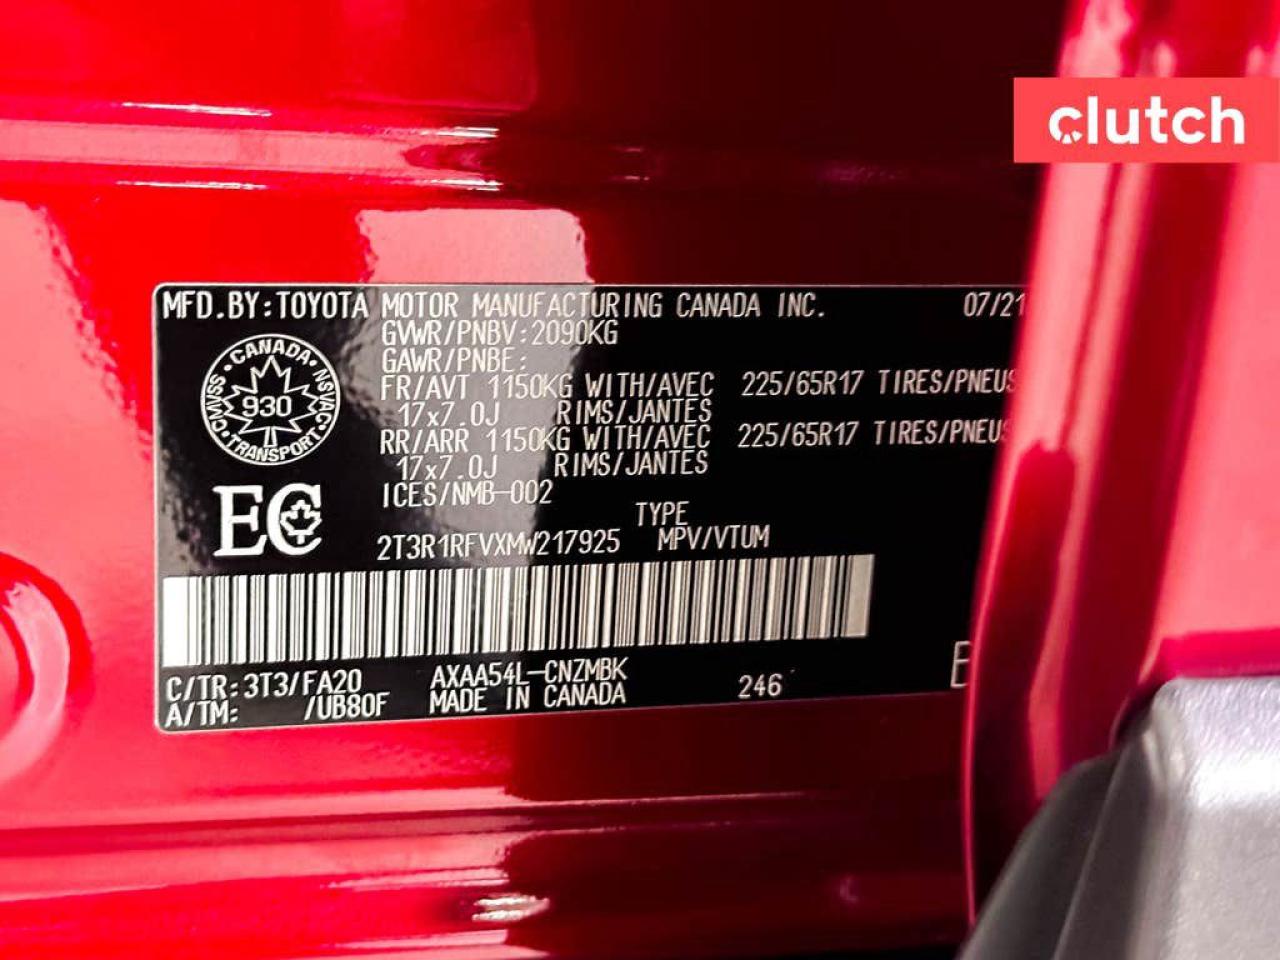 clutch
MFD.BY:TOYOTA MOTOR MANUFACTURING CANADA INC. 07/21
GVWR/PNBV:2090KG
GAWR/PNBE:
FR/AVT 1150KG WITH/AVEC 225/65R17 TIRES/PNEUS
17x7.0J RIMS/JANTES
RR/ARR 1150KG WITH/AVEC 225/65R17 TIRES/PNEUS
17x7.0J RIMS/JANTES
ICES/NMB-002
CANADA
CMVSS 930 NSVAC
TRANSPORT
EC
TYPE
2T3R1RFVXMW217925 MPV/VTUM
C/TR:3T3/FA20 AXAA54L-CNZMBK
A/TM: /UB80F MADE IN CANADA 246